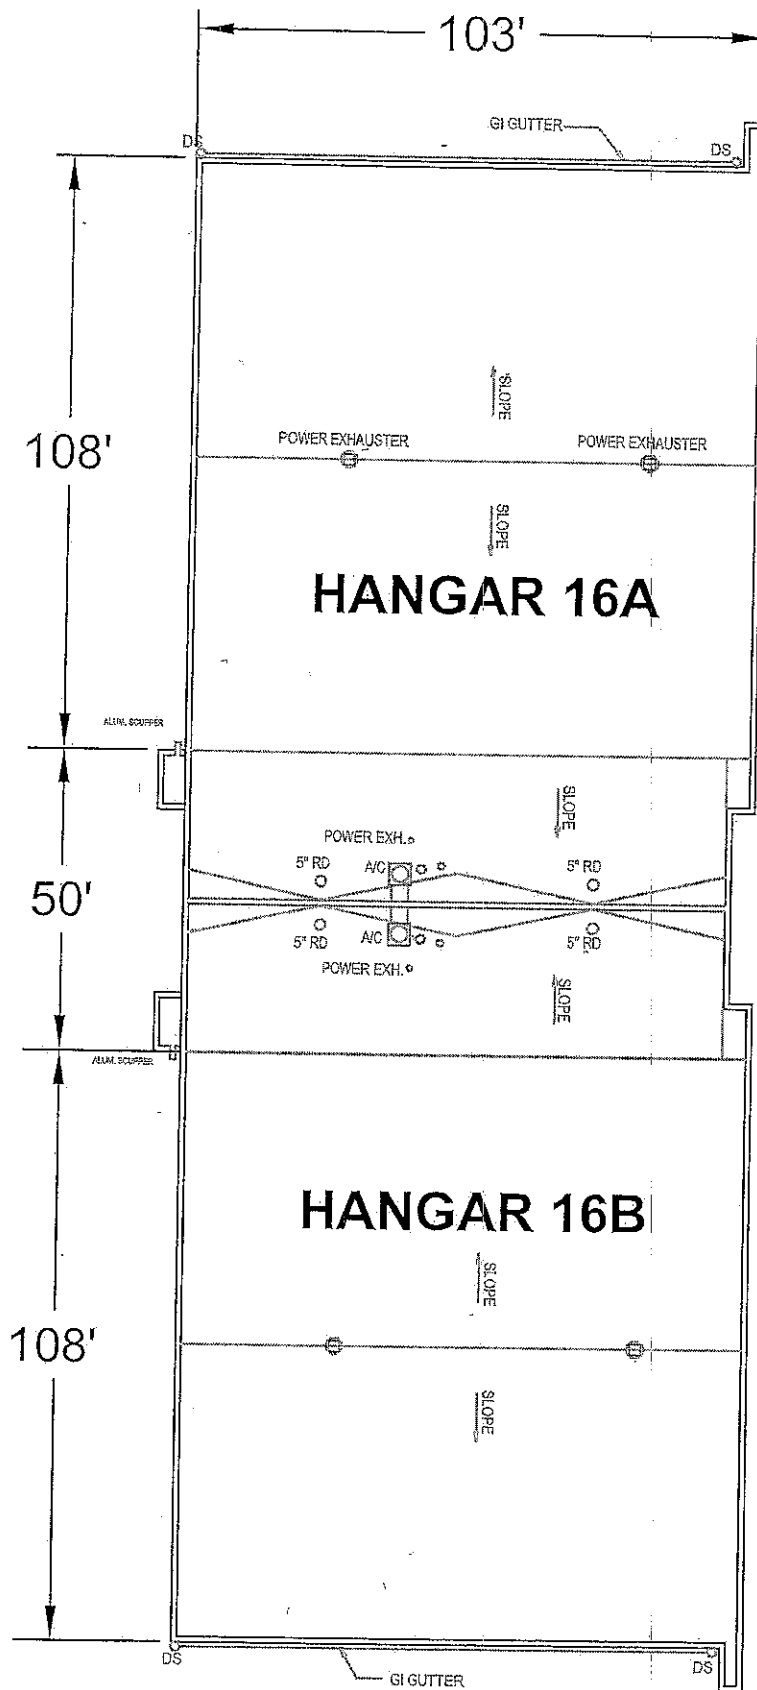 103'
GI GUTTER
DS
DS
SLOPE
108'
POWER EXHAUSTER
POWER EXHAUSTER
SLOPE
HANGAR 16A
ALUM. SCUPPER
SLOPE
POWER EXH.
5" RD
A/C
5" RD
50'
5" RD
A/C
5" RD
POWER EXH.
SLOPE
ALUM. SCUPPER
HANGAR 16B
SLOPE
108'
SLOPE
DS
DS
GI GUTTER